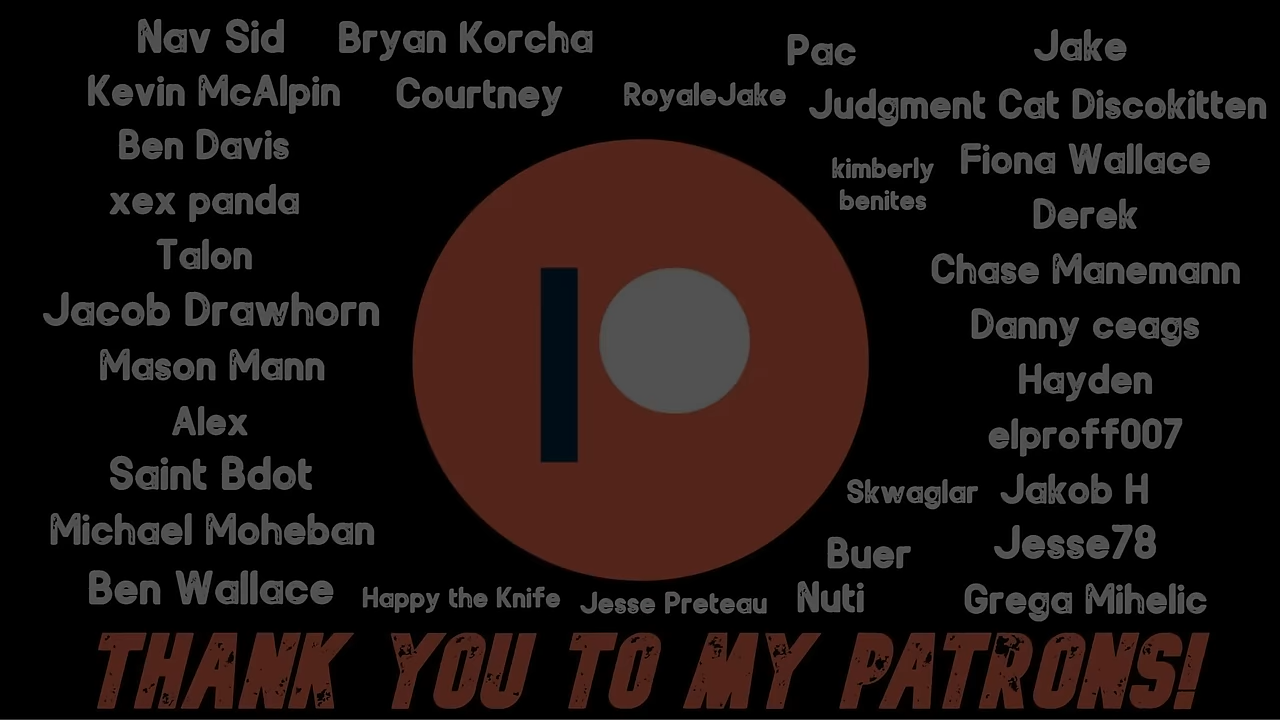 Nav Sid
Bryan Korcha
Pac
Jake
Kevin McAlpin
Courtney
RoyaleJake
Judgment Cat Discokitten
Ben Davis
kimberly
benites
Fiona Wallace
xex panda
Derek
Talon
Chase Manemann
Jacob Drawhorn
Danny ceags
Mason Mann
Hayden
Alex
elproff007
Saint Bdot
Skwaglar
Jakob H
Michael Moheban
Buer
Jesse78
Ben Wallace
Happy the Knife
Jesse Preteau
Nuti
Grega Mihelic
THANK YOU TO MY PATRONS!